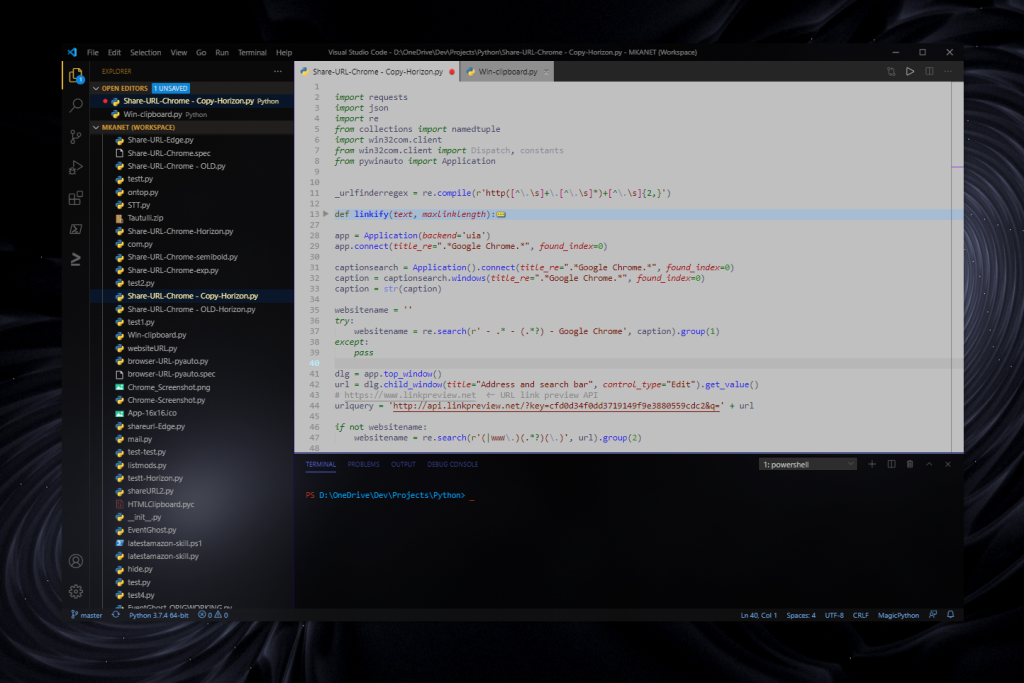 File Edit Selection View Go Run Terminal Help Visual Studio Code - D:\OneDrive\Dev\Projects\Python\Share-URL-Chrome - Copy-Horizon.py - MKANET (Workspace)
EXPLORER
OPEN EDITORS 1 UNSAVED
Share-URL-Chrome - Copy-Horizon.py Python
Win-clipboard.py Python
MKANET (WORKSPACE)
Share-URL-Edge.py
Share-URL-Chrome.spec
Share-URL-Chrome - OLD.py
testt.py
ontop.py
STT.py
Tautulli.zip
Share-URL-Chrome-Horizon.py
com.py
Share-URL-Chrome-semibold.py
Share-URL-Chrome-exp.py
test2.py
Share-URL-Chrome - Copy-Horizon.py
Share-URL-Chrome - OLD-Horizon.py
test1.py
Win-clipboard.py
websiteURL.py
browser-URL-pyauto.py
browser-URL-pyauto.spec
Chrome_Screenshot.png
Chrome-Screenshot.py
App-16x16.ico
shareurl-Edge.py
mail.py
test-test.py
listmods.py
testt-Horizon.py
shareURL2.py
HTMLClipboard.pyc
__init__.py
EventGhost.py
latestamazon-skill.ps1
latestamazon-skill.py
hide.py
test.py
test4.py
EventGhost_ORIGWORKING.py
Share-URL-Chrome - Copy-Horizon.py Win-clipboard.py
1
2 import requests
3 import json
4 import re
5 from collections import namedtuple
6 import win32com.client
7 from win32com.client import Dispatch, constants
8 from pywinauto import Application
9
10
11 _urlfinderregex = re.compile(r'http([^\.\s]+\.[^\.\s]*)+[^\.\s]{2,}')
12
13 def linkify(text, maxlinklength):
27
28 app = Application(backend='uia')
29 app.connect(title_re=".*Google Chrome.*", found_index=0)
30
31 captionsearch = Application().connect(title_re=".*Google Chrome.*", found_index=0)
32 caption = captionsearch.windows(title_re=".*Google Chrome.*", found_index=0)
33 caption = str(caption)
34
35 websitename = ''
36 try:
37 websitename = re.search(r' - .* - (.*?) - Google Chrome', caption).group(1)
38 except:
39 pass
40
41 dlg = app.top_window()
42 url = dlg.child_window(title="Address and search bar", control_type="Edit").get_value()
43 # https://www.linkpreview.net <- URL link preview API
44 urlquery = 'http://api.linkpreview.net/?key=cfd0d34f0dd3719149f9e3880559cdc2&q=' + url
45
46 if not websitename:
47 websitename = re.search(r'(|www\.)(.*?)(\.)', url).group(2)
48
TERMINAL PROBLEMS OUTPUT DEBUG CONSOLE 1: powershell
PS D:\OneDrive\Dev\Projects\Python> _
master Python 3.7.4 64-bit 0 0 Ln 40, Col 1 Spaces: 4 UTF-8 CRLF MagicPython